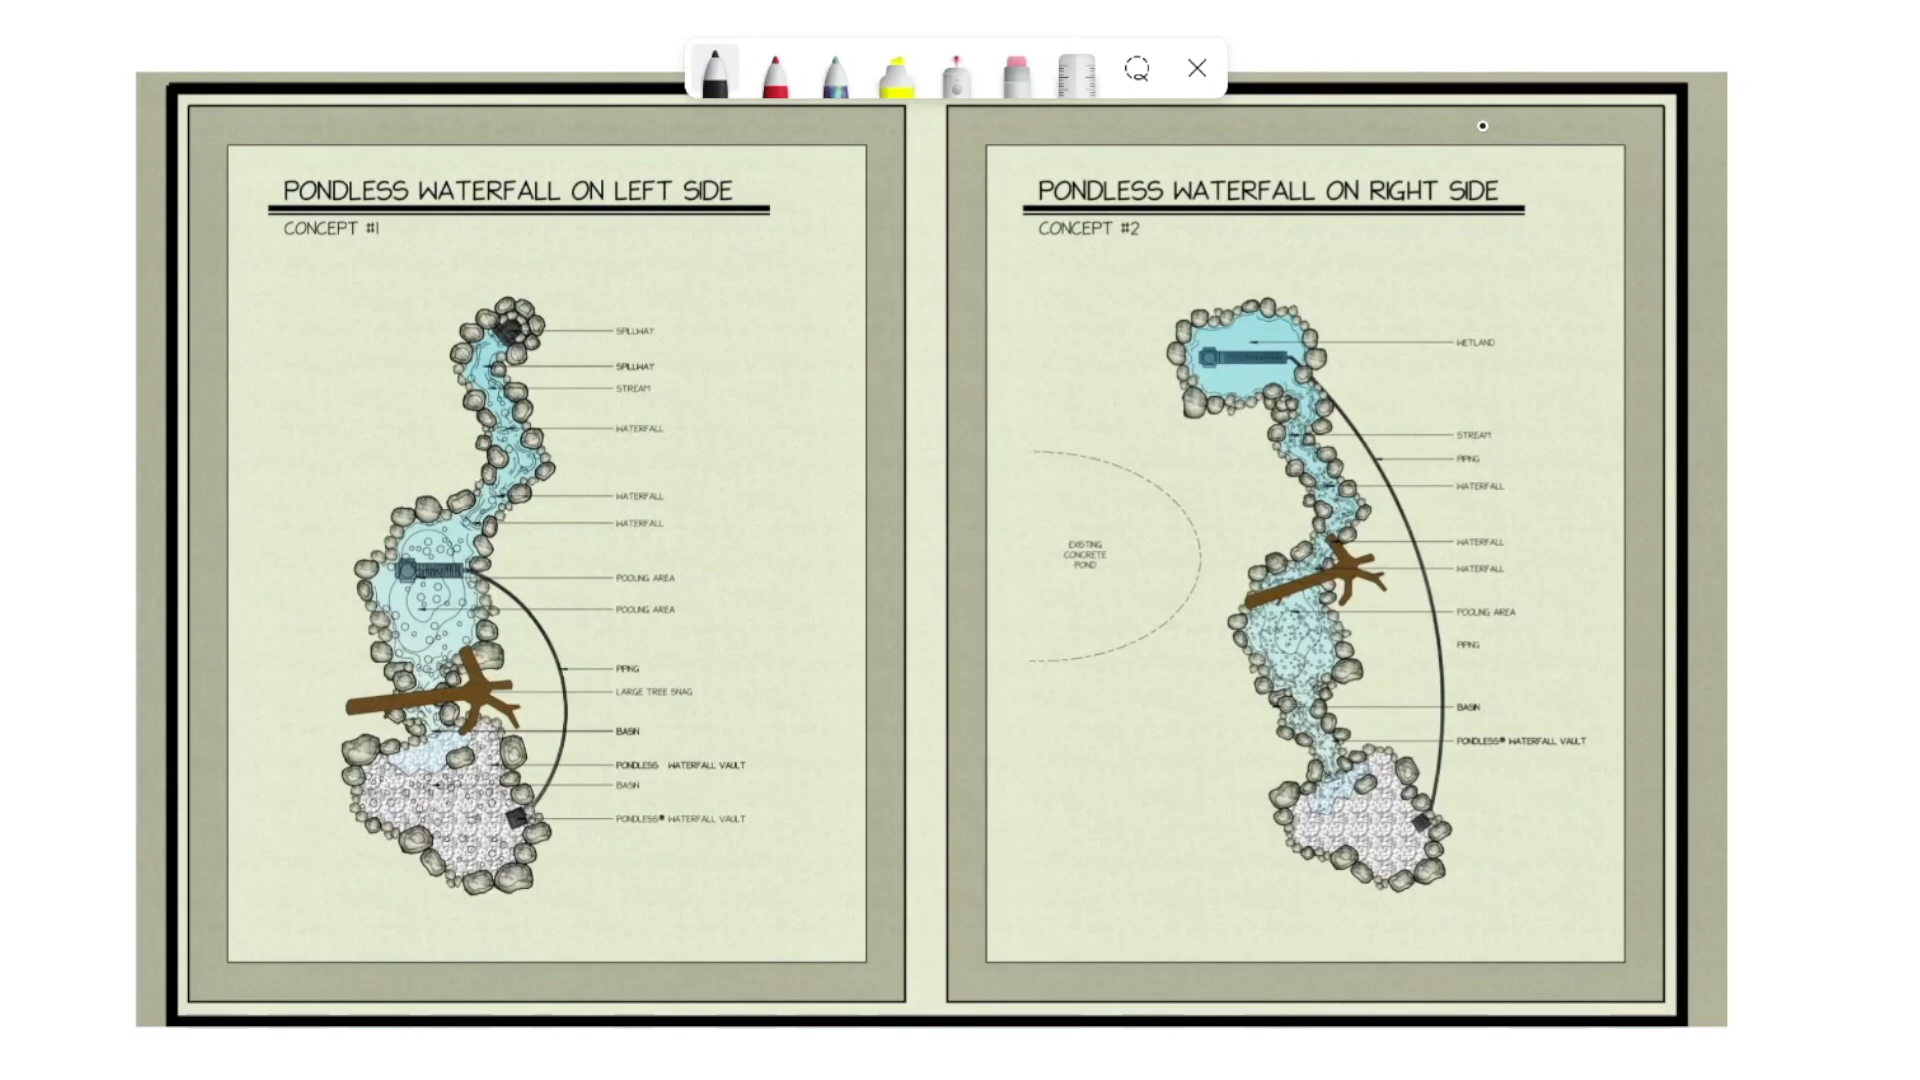 PONDLESS WATERFALL ON LEFT SIDE
CONCEPT #1
SPILLWAY
SPILLWAY
STREAM
WATERFALL
WATERFALL
WATERFALL
POOLING AREA
POOLING AREA
PIPING
LARGE TREE SNAG
BASIN
PONDLESS WATERFALL VAULT
BASIN
PONDLESS® WATERFALL VAULT
PONDLESS WATERFALL ON RIGHT SIDE
CONCEPT #2
WETLAND
STREAM
PIPING
WATERFALL
WATERFALL
WATERFALL
POOLING AREA
PIPING
BASIN
PONDLESS® WATERFALL VAULT
EXISTING
CONCRETE
POND